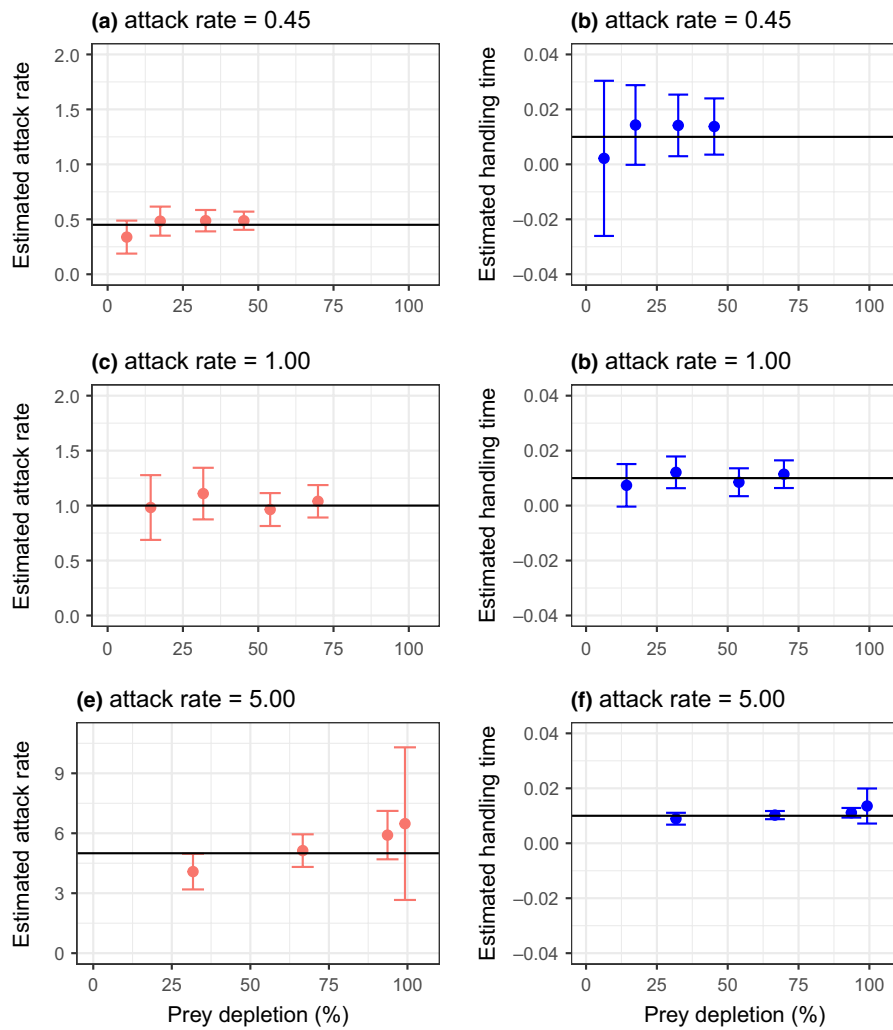 (a) attack rate = 0.45
Estimated attack rate
2.0
1.5
1.0
0.5
0.0
0 25 50 75 100
(b) attack rate = 0.45
Estimated handling time
0.04
0.02
0.00
−0.02
−0.04
0 25 50 75 100
(c) attack rate = 1.00
Estimated attack rate
2.0
1.5
1.0
0.5
0.0
0 25 50 75 100
(b) attack rate = 1.00
Estimated handling time
0.04
0.02
0.00
−0.02
−0.04
0 25 50 75 100
(e) attack rate = 5.00
Estimated attack rate
9
6
3
0
0 25 50 75 100
Prey depletion (%)
(f) attack rate = 5.00
Estimated handling time
0.04
0.02
0.00
−0.02
−0.04
0 25 50 75 100
Prey depletion (%)